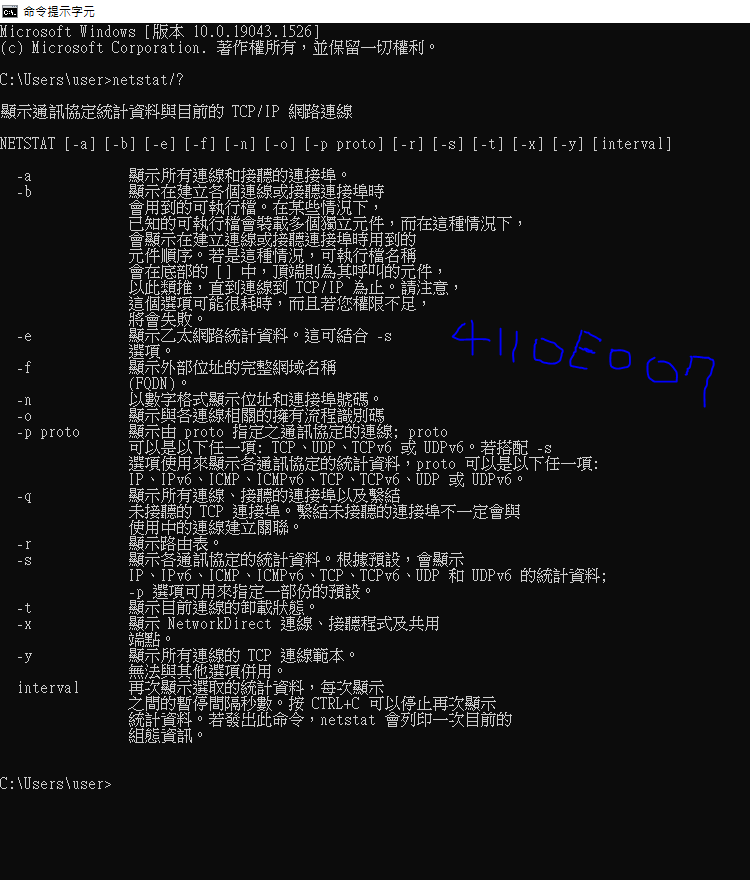 命令提示字元
Microsoft Windows [版本 10.0.19043.1526]
(c) Microsoft Corporation. 著作權所有，並保留一切權利。
C:\Users\user>netstat/?
顯示通訊協定統計資料與目前的 TCP/IP 網路連線
NETSTAT [-a] [-b] [-e] [-f] [-n] [-o] [-p proto] [-r] [-s] [-t] [-x] [-y] [interval]
-a 顯示所有連線和接聽的連接埠。
-b 顯示在建立各個連線或接聽連接埠時
會用到的可執行檔。在某些情況下，
已知的可執行檔會裝載多個獨立元件，而在這種情況下，
會顯示在建立連線或接聽連接埠時用到的
元件順序。若是這種情況，可執行檔名稱
會在底部的 [] 中，頂端則為其呼叫的元件，
以此類推，直到連線到 TCP/IP 為止。請注意，
這個選項可能很耗時，而且若您權限不足，
將會失敗。
-e 顯示乙太網路統計資料。這可結合 -s
選項。
4110E007
-f 顯示外部位址的完整網域名稱
(FQDN)。
-n 以數字格式顯示位址和連接埠號碼。
-o 顯示與各連線相關的擁有流程識別碼
-p proto 顯示由 proto 指定之通訊協定的連線; proto
可以是以下任一項: TCP、UDP、TCPv6 或 UDPv6。若搭配 -s
選項使用來顯示各通訊協定的統計資料，proto 可以是以下任一項:
IP、IPv6、ICMP、ICMPv6、TCP、TCPv6、UDP 或 UDPv6。
-q 顯示所有連線、接聽的連接埠以及繫結
未接聽的 TCP 連接埠。繫結未接聽的連接埠不一定會與
使用中的連線建立關聯。
-r 顯示路由表。
-s 顯示各通訊協定的統計資料。根據預設，會顯示
IP、IPv6、ICMP、ICMPv6、TCP、TCPv6、UDP 和 UDPv6 的統計資料;
-p 選項可用來指定一部份的預設。
-t 顯示目前連線的卸載狀態。
-x 顯示 NetworkDirect 連線、接聽程式及共用
端點。
-y 顯示所有連線的 TCP 連線範本。
無法與其他選項併用。
interval 再次顯示選取的統計資料，每次顯示
之間的暫停間隔秒數。按 CTRL+C 可以停止再次顯示
統計資料。若發出此命令，netstat 會列印一次目前的
組態資訊。
C:\Users\user>